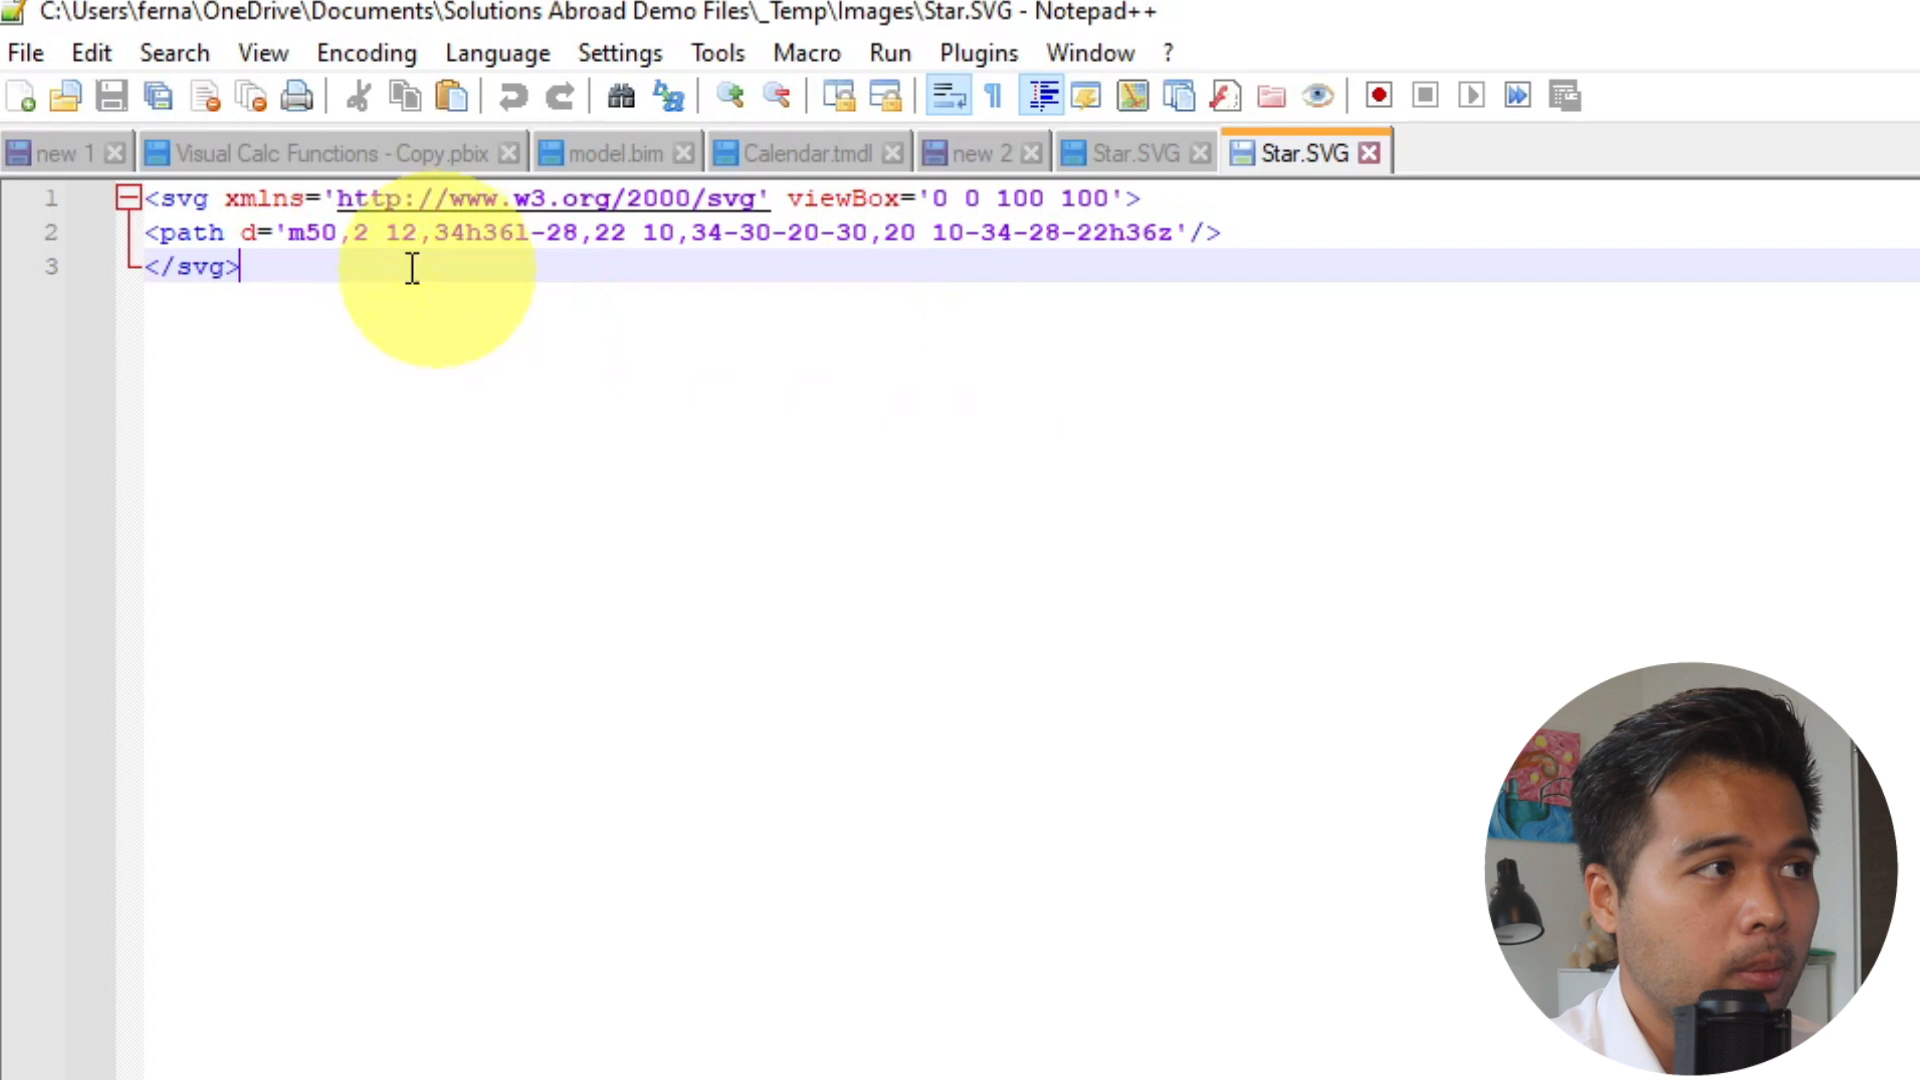 C:\Users\ferna\OneDrive\Documents\Solutions Abroad Demo Files\_Temp\Images\Star.SVG - Notepad++
File Edit Search View Encoding Language Settings Tools Macro Run Plugins Window ?
new 1 Visual Calc Functions - Copy.pbix model.bim Calendar.tmdl new 2 Star.SVG Star.SVG
1 <svg xmlns='http://www.w3.org/2000/svg' viewBox='0 0 100 100'>
2 <path d='m50,2 12,34h36l-28,22 10,34-30-20-30,20 10-34-28-22h36z'/>
3 </svg>